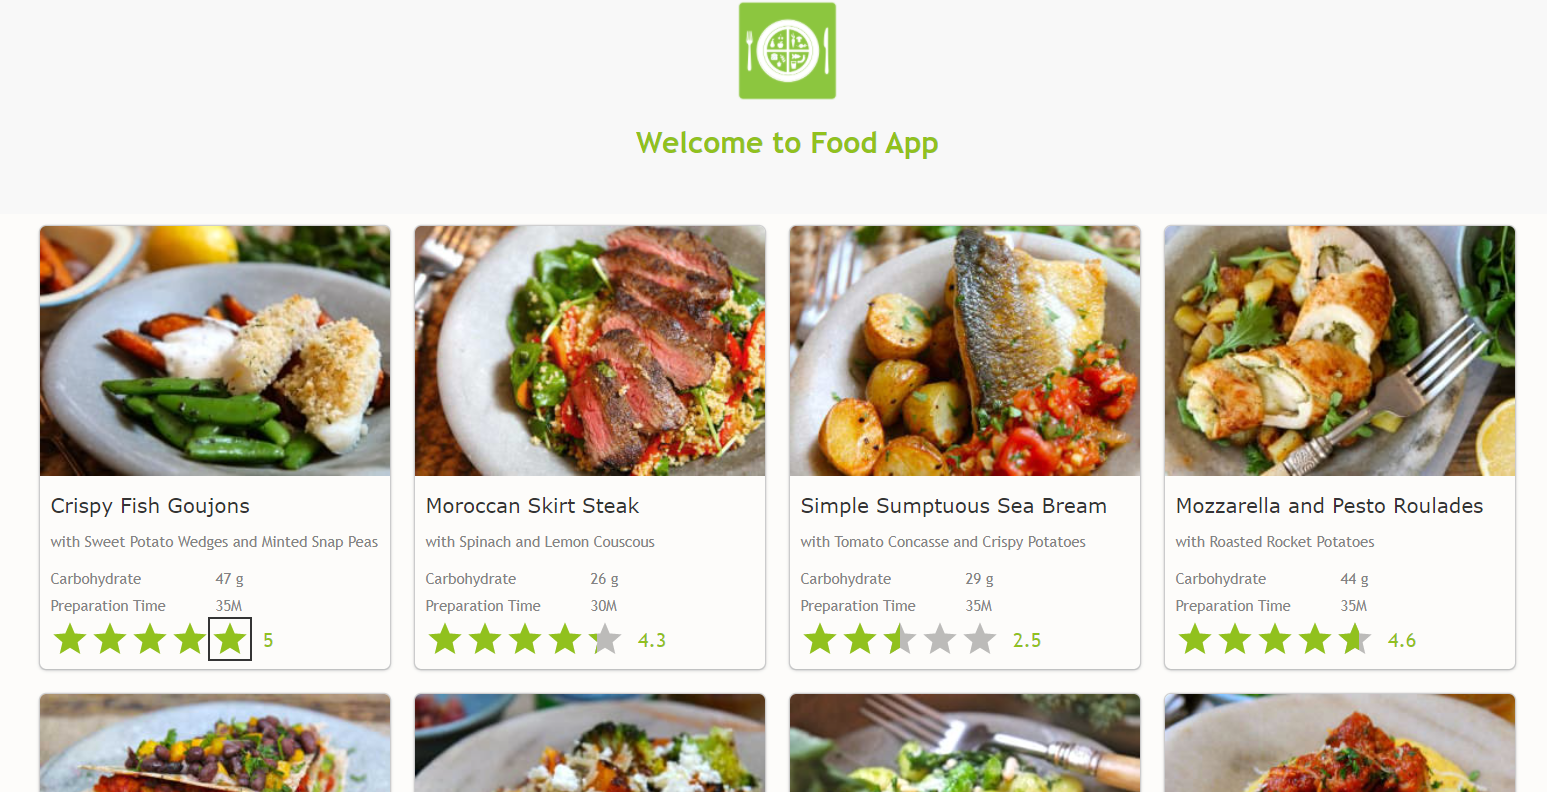 Welcome to Food App
Crispy Fish Goujons
with Sweet Potato Wedges and Minted Snap Peas
Carbohydrate 47 g
Preparation Time 35M
5
Moroccan Skirt Steak
with Spinach and Lemon Couscous
Carbohydrate 26 g
Preparation Time 30M
4.3
Simple Sumptuous Sea Bream
with Tomato Concasse and Crispy Potatoes
Carbohydrate 29 g
Preparation Time 35M
2.5
Mozzarella and Pesto Roulades
with Roasted Rocket Potatoes
Carbohydrate 44 g
Preparation Time 35M
4.6